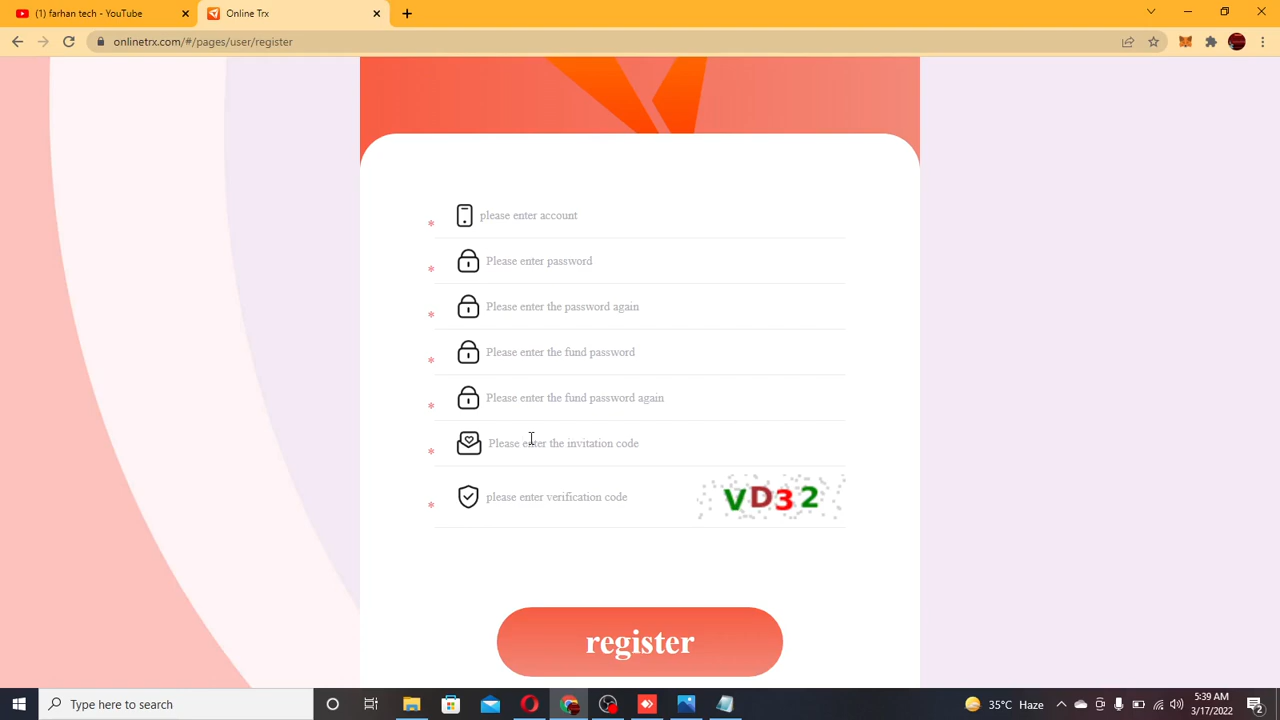 (1) farhan tech - YouTube
Online Trx
onlinetrx.com/#/pages/user/register
* please enter account
* Please enter password
* Please enter the password again
* Please enter the fund password
* Please enter the fund password again
* Please enter the invitation code
* please enter verification code VD32
register
Type here to search
35°C Haze
5:39 AM
3/17/2022
2